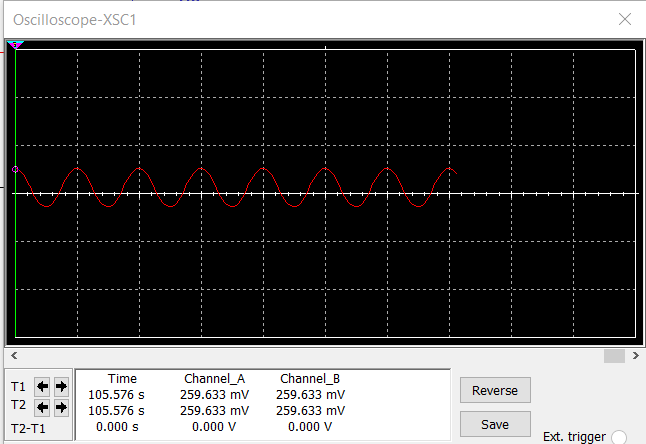 Oscilloscope-XSC1
Time Channel_A Channel_B
T1 105.576 s 259.633 mV 259.633 mV
T2 105.576 s 259.633 mV 259.633 mV
T2-T1 0.000 s 0.000 V 0.000 V
Reverse
Save
Ext. trigger